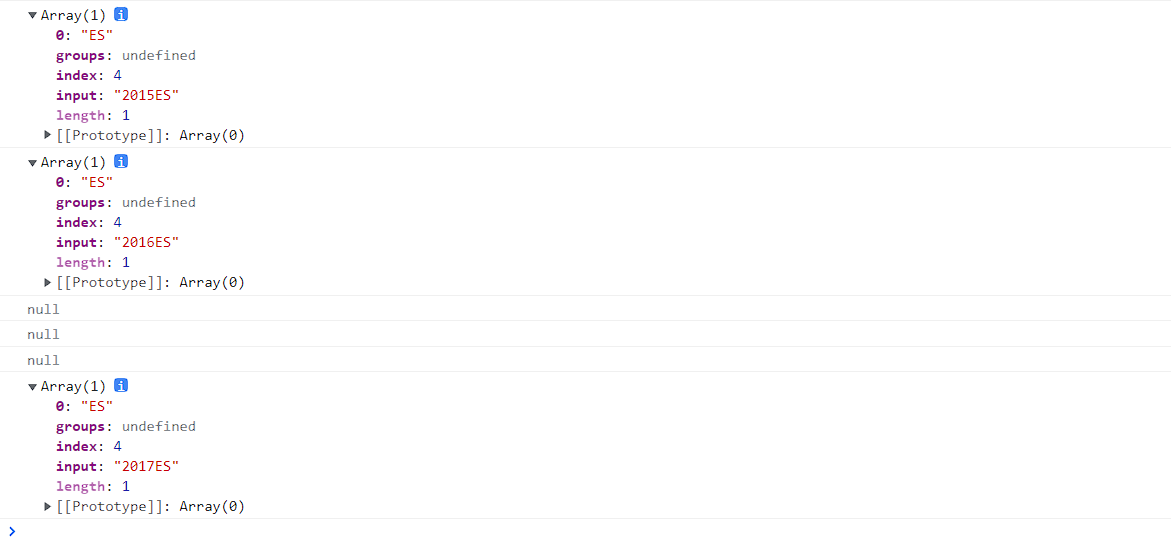 ▼Array(1) i
0: "ES"
groups: undefined
index: 4
input: "2015ES"
length: 1
▶[[Prototype]]: Array(0)
▼Array(1) i
0: "ES"
groups: undefined
index: 4
input: "2016ES"
length: 1
▶[[Prototype]]: Array(0)
null
null
null
▼Array(1) i
0: "ES"
groups: undefined
index: 4
input: "2017ES"
length: 1
▶[[Prototype]]: Array(0)
>